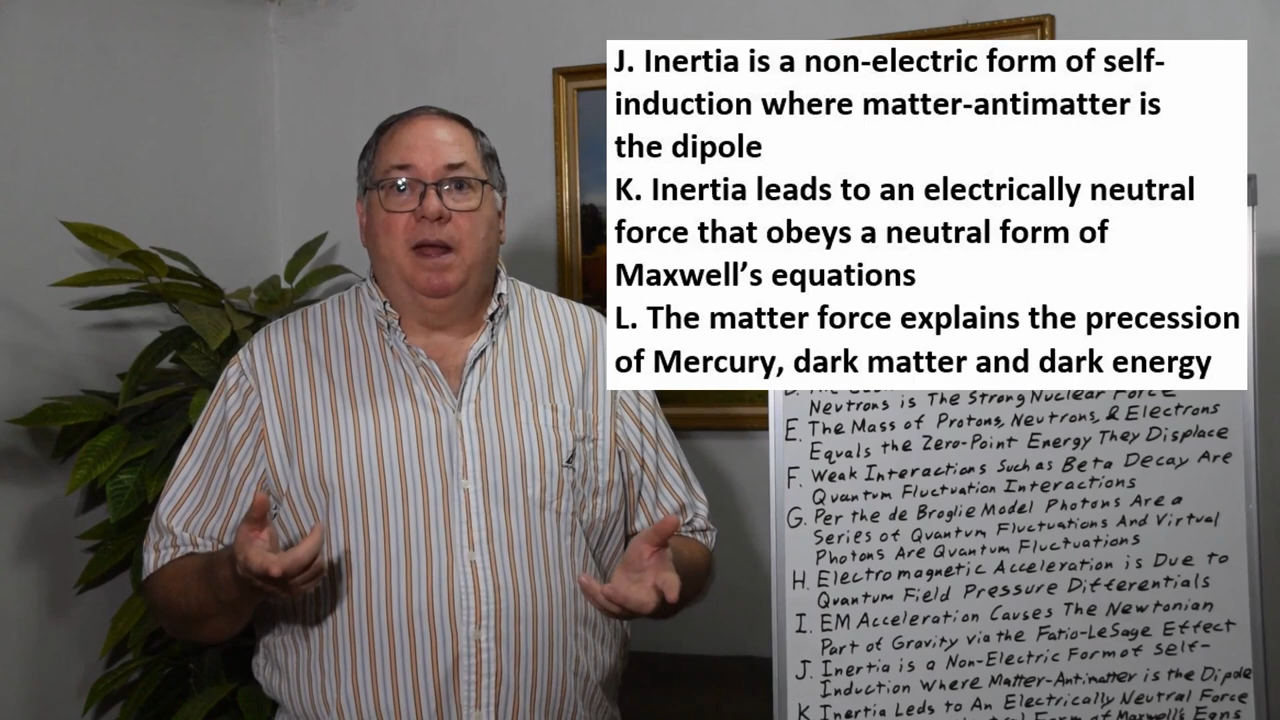 J. Inertia is a non-electric form of self-
induction where matter-antimatter is
the dipole
K. Inertia leads to an electrically neutral
force that obeys a neutral form of
Maxwell's equations
L. The matter force explains the precession
of Mercury, dark matter and dark energy
Neutrons is The Strong Nuclear Force
E. The Mass of Protons, Neutrons, & Electrons
Equals the Zero-Point Energy They Displace
F. Weak Interactions Such as Beta Decay Are
Quantum Fluctuation Interactions
G. Per the de Broglie Model Photons Are a
Series of Quantum Fluctuations And Virtual
Photons Are Quantum Fluctuations
H. Electromagnetic Acceleration is Due to
Quantum Field Pressure Differentials
I. EM Acceleration Causes The Newtonian
Part of Gravity via the Fatio-LeSage Effect
J. Inertia is a Non-Electric Form of Self-
Induction Where Matter-Antimatter is the Dipole
K. Inertia Leds to An Electrically Neutral Force
Form of Maxwell's Eqns